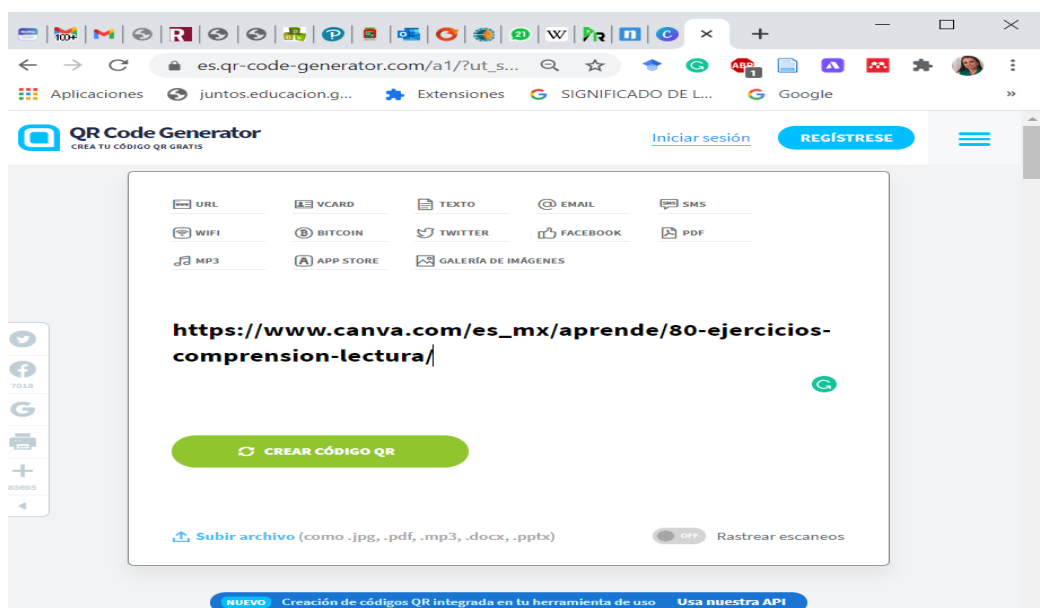 100+
21
W
es.qr-code-generator.com/a1/?ut_s...
ABP
1
Aplicaciones
juntos.educacion.g...
Extensiones
SIGNIFICADO DE L...
Google
»
QR Code Generator
CREA TU CÓDIGO QR GRATIS
Iniciar sesión
REGÍSTRESE
URL
VCARD
TEXTO
EMAIL
SMS
WIFI
BITCOIN
TWITTER
FACEBOOK
PDF
MP3
APP STORE
GALERÍA DE IMÁGENES
https://www.canva.com/es_mx/aprende/80-ejercicios-
comprension-lectura/
7018
CREAR CÓDIGO QR
Subir archivo (como .jpg, .pdf, .mp3, .docx, .pptx)
OFF
Rastrear escaneos
NUEVO Creación de códigos QR integrada en tu herramienta de uso Usa nuestra API